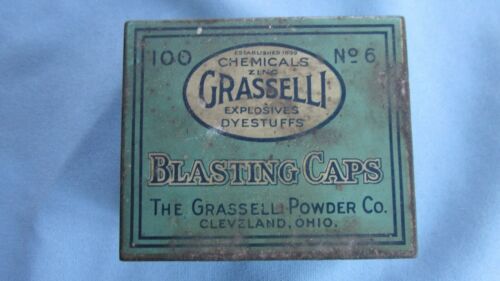 100 ESTABLISHED 1839 No 6
CHEMICALS
ZINC
GRASSELLI
EXPLOSIVES
DYESTUFFS
BLASTING CAPS
THE GRASSELLI POWDER CO.
CLEVELAND, OHIO.